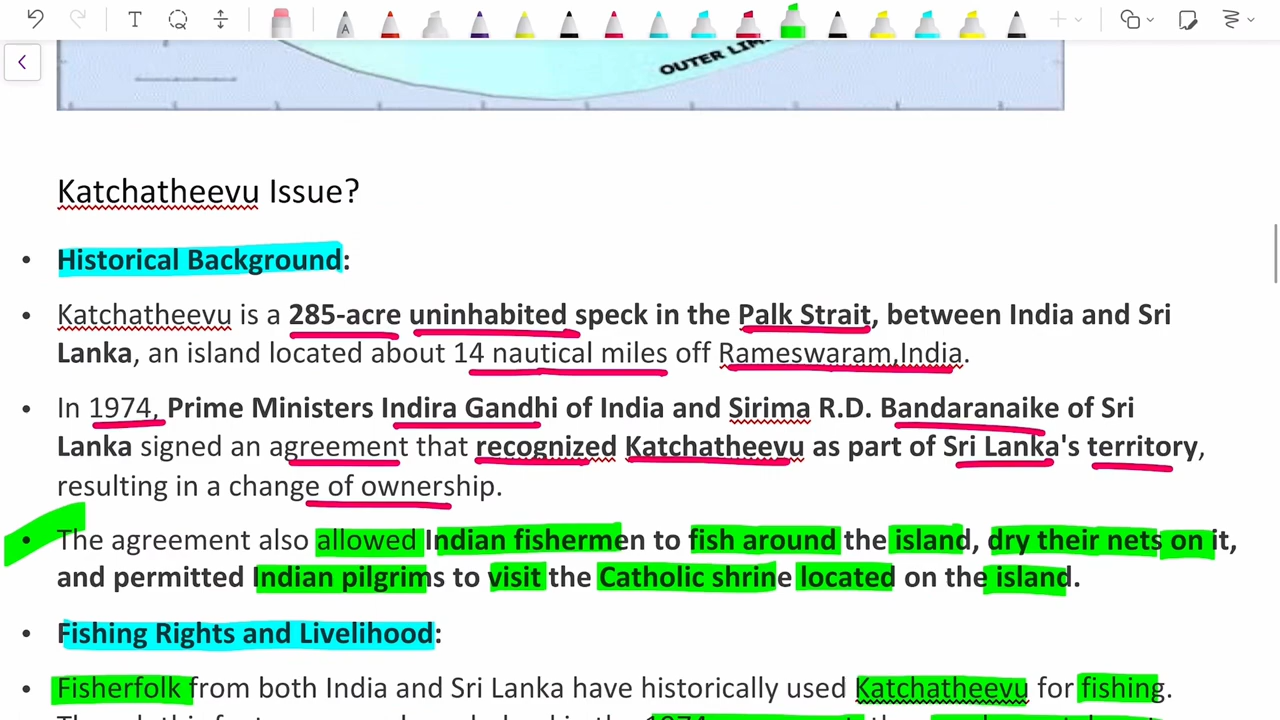 OUTER LIM
Katchatheevu Issue?
• Historical Background:
• Katchatheevu is a 285-acre uninhabited speck in the Palk Strait, between India and Sri
Lanka, an island located about 14 nautical miles off Rameswaram,India.
• In 1974, Prime Ministers Indira Gandhi of India and Sirima R.D. Bandaranaike of Sri
Lanka signed an agreement that recognized Katchatheevu as part of Sri Lanka's territory,
resulting in a change of ownership.
• The agreement also allowed Indian fishermen to fish around the island, dry their nets on it,
and permitted Indian pilgrims to visit the Catholic shrine located on the island.
• Fishing Rights and Livelihood:
• Fisherfolk from both India and Sri Lanka have historically used Katchatheevu for fishing.